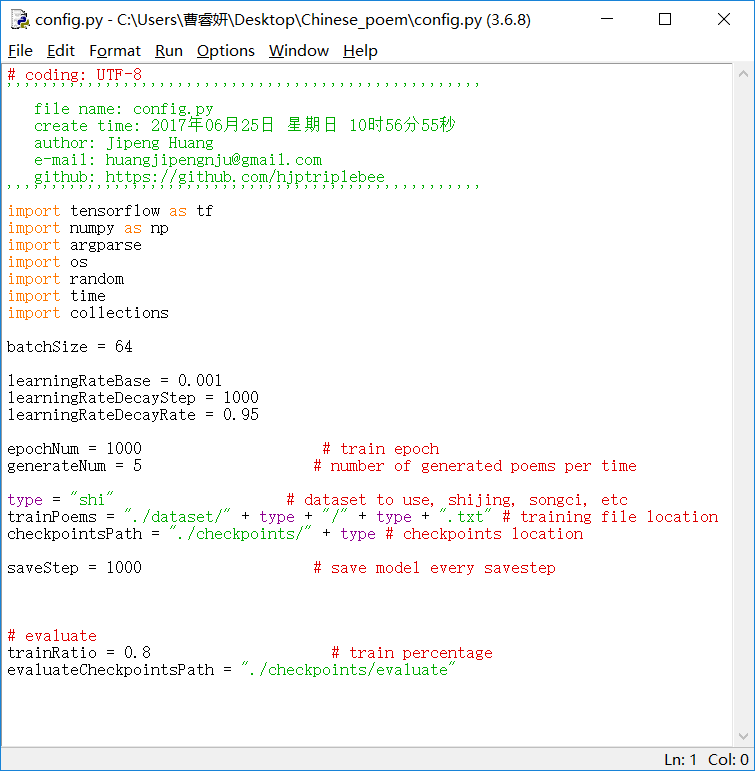 config.py - C:\Users\曹睿妍\Desktop\Chinese_poem\config.py (3.6.8)
File Edit Format Run Options Window Help
# coding: UTF-8
'''''''''''''''''''''''''''''''''''''''''''''''''''''
   file name: config.py
   create time: 2017年06月25日 星期日 10时56分55秒
   author: Jipeng Huang
   e-mail: huangjipengnju@gmail.com
   github: https://github.com/hjptriplebee
'''''''''''''''''''''''''''''''''''''''''''''''''''''
import tensorflow as tf
import numpy as np
import argparse
import os
import random
import time
import collections
batchSize = 64
learningRateBase = 0.001
learningRateDecayStep = 1000
learningRateDecayRate = 0.95
epochNum = 1000                    # train epoch
generateNum = 5                   # number of generated poems per time
type = "shi"                   # dataset to use, shijing, songci, etc
trainPoems = "./dataset/" + type + "/" + type + ".txt" # training file location
checkpointsPath = "./checkpoints/" + type # checkpoints location
saveStep = 1000                   # save model every savestep
# evaluate
trainRatio = 0.8                    # train percentage
evaluateCheckpointsPath = "./checkpoints/evaluate"
Ln: 1 Col: 0